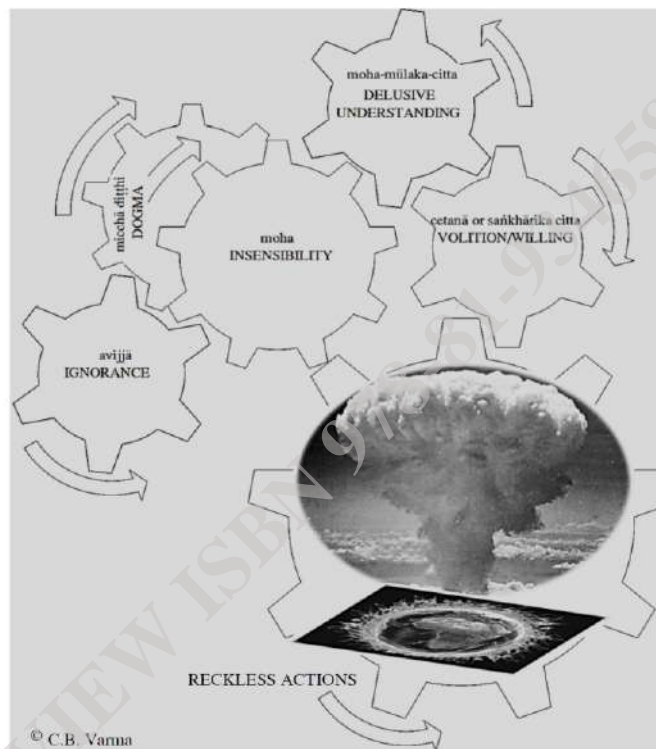 moha-mūlaka-citta
DELUSIVE
UNDERSTANDING
micchā diṭṭhi
DOGMA
moha
INSENSIBILITY
cetanā or saṅkhārika citta
VOLITION/WILLING
avijjā
IGNORANCE
RECKLESS ACTIONS
© C.B. Varma